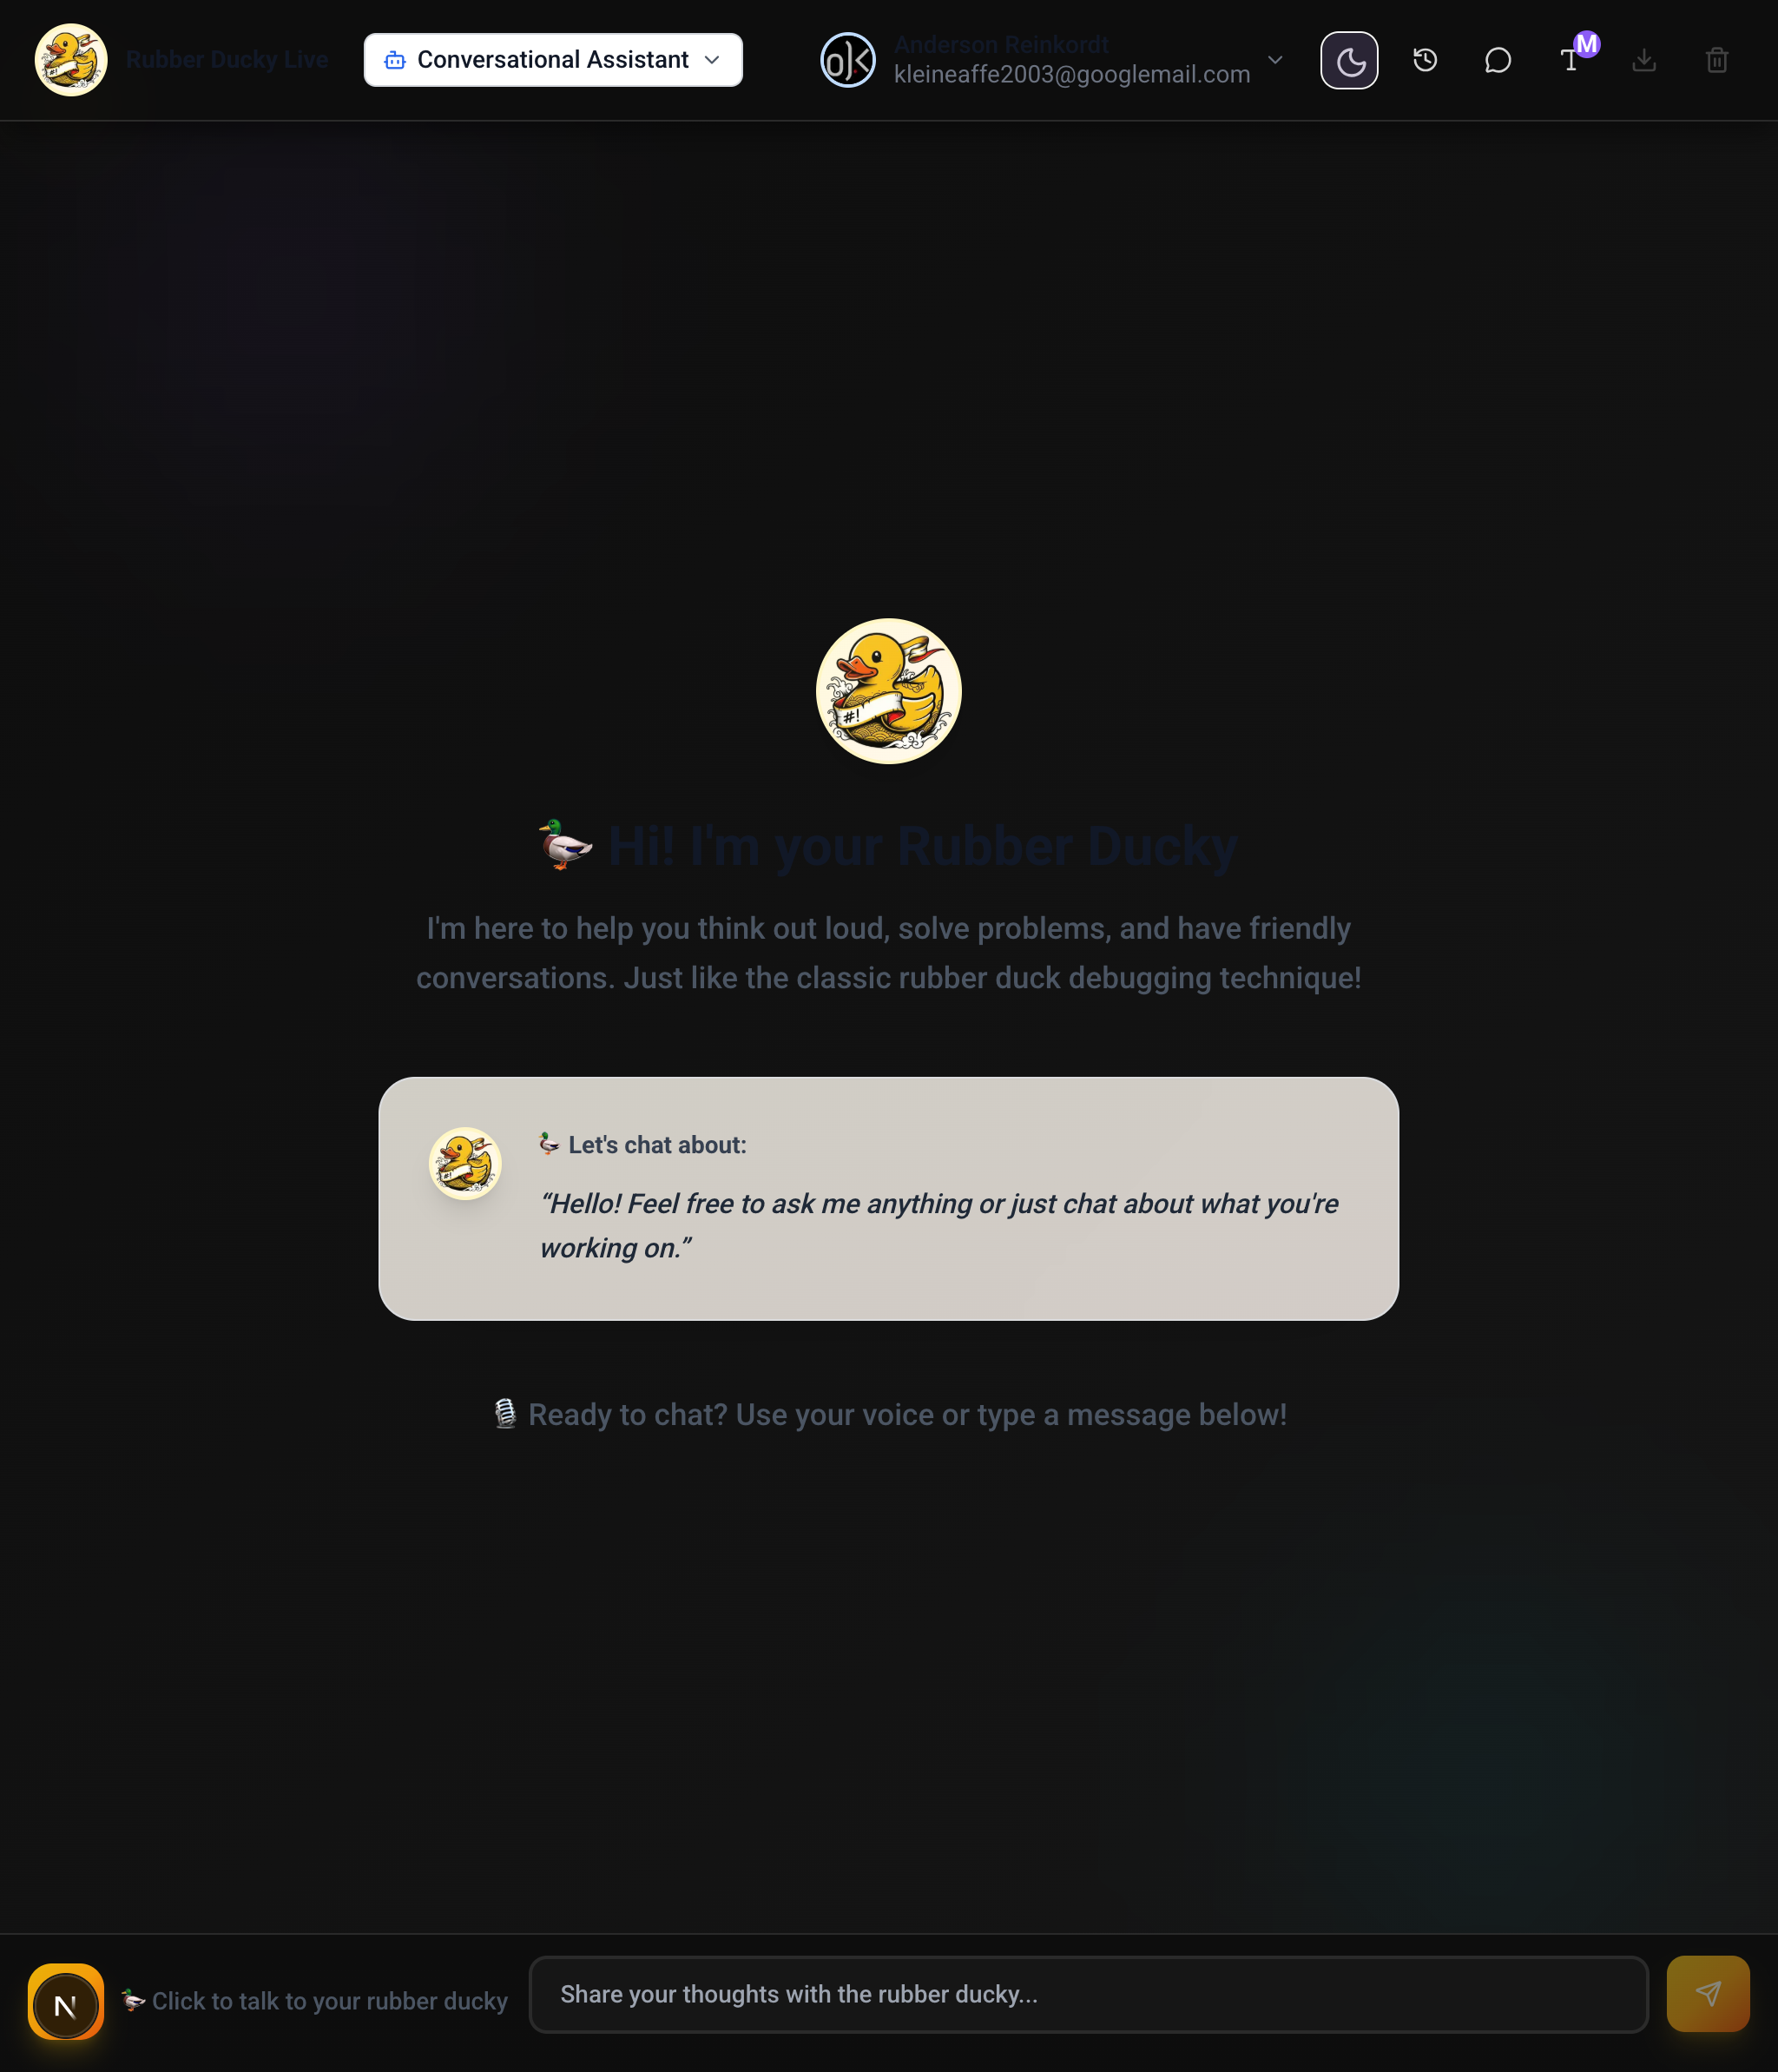 #!
Rubber Ducky Live
Conversational Assistant
Anderson Reinkordt
kleineaffe2003@googlemail.com
T
M
#!
🦆 Hi! I'm your Rubber Ducky
I'm here to help you think out loud, solve problems, and have friendly
conversations. Just like the classic rubber duck debugging technique!
#!
🦆 Let's chat about:
“Hello! Feel free to ask me anything or just chat about what you're
working on.”
🎙️ Ready to chat? Use your voice or type a message below!
N
🦆 Click to talk to your rubber ducky
Share your thoughts with the rubber ducky...